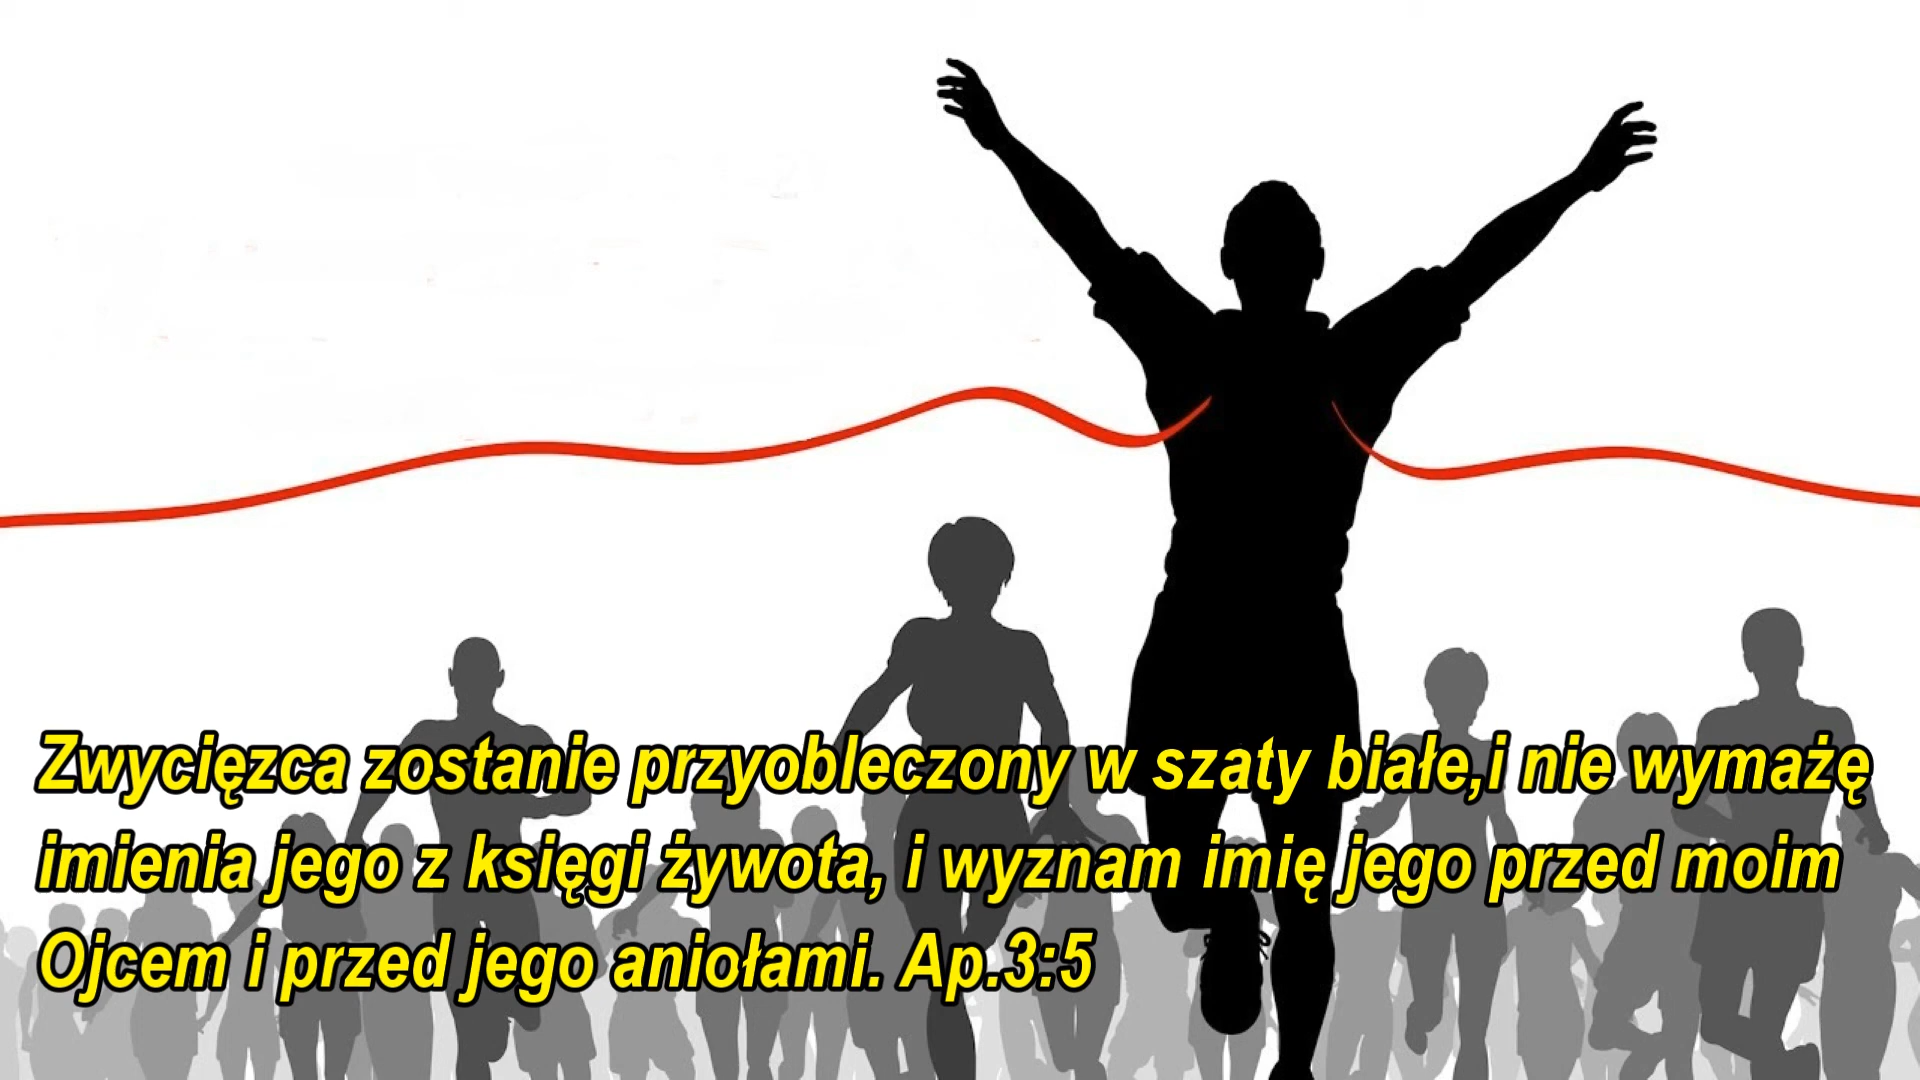 Zwycięzca zostanie przyobleczony w szaty białe,i nie wymażę
imienia jego z księgi żywota, i wyznam imię jego przed moim
Ojcem i przed jego aniołami. Ap.3:5